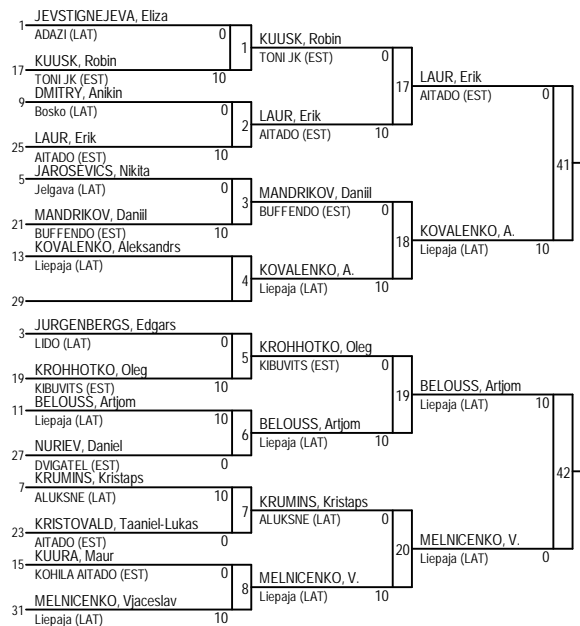 1 JEVSTIGNEJEVA, Eliza
ADAZI (LAT) 0
1
17 KUUSK, Robin
TONI JK (EST) 10
9 DMITRY, Anikin
Bosko (LAT) 0
2
25 LAUR, Erik
AITADO (EST) 10
5 JAROSEVICS, Nikita
Jelgava (LAT) 0
3
21 MANDRIKOV, Daniil
BUFFENDO (EST) 10
13 KOVALENKO, Aleksandrs
Liepaja (LAT)
4
29
3 JURGENBERGS, Edgars
LIDO (LAT) 0
5
19 KROHHOTKO, Oleg
KIBUVITS (EST) 10
11 BELOUSS, Artjom
Liepaja (LAT) 10
6
27 NURIEV, Daniel
DVIGATEL (EST) 0
7 KRUMINS, Kristaps
ALUKSNE (LAT) 10
7
23 KRISTOVALD, Taaniel-Lukas
AITADO (EST) 0
15 KUURA, Maur
KOHILA AITADO (EST) 0
8
31 MELNICENKO, Vjaceslav
Liepaja (LAT) 10
KUUSK, Robin
TONI JK (EST) 0
17
LAUR, Erik
AITADO (EST) 10
MANDRIKOV, Daniil
BUFFENDO (EST) 0
18
KOVALENKO, A.
Liepaja (LAT) 10
KROHHOTKO, Oleg
KIBUVITS (EST) 0
19
BELOUSS, Artjom
Liepaja (LAT) 10
KRUMINS, Kristaps
ALUKSNE (LAT) 0
20
MELNICENKO, V.
Liepaja (LAT) 10
LAUR, Erik
AITADO (EST) 0
41
KOVALENKO, A.
Liepaja (LAT) 10
BELOUSS, Artjom
Liepaja (LAT) 10
42
MELNICENKO, V.
Liepaja (LAT) 0